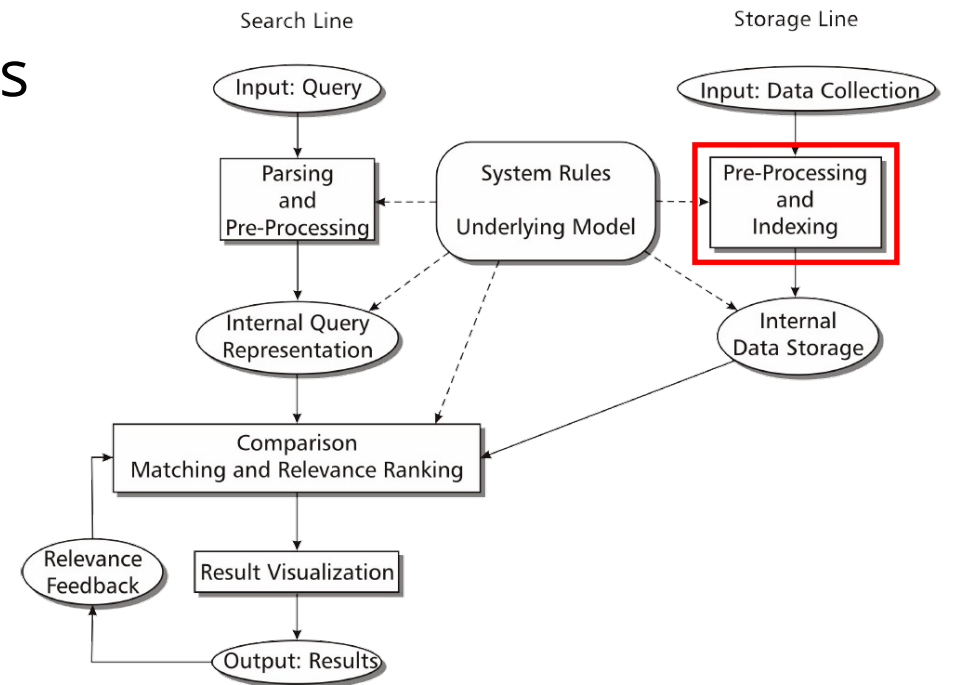 Search Line
Storage Line
s
Input: Query
Input: Data Collection
Parsing
and
Pre-Processing
System Rules
Underlying Model
Pre-Processing
and
Indexing
Internal Query
Representation
Internal
Data Storage
Comparison
Matching and Relevance Ranking
Relevance
Feedback
Result Visualization
Output: Results